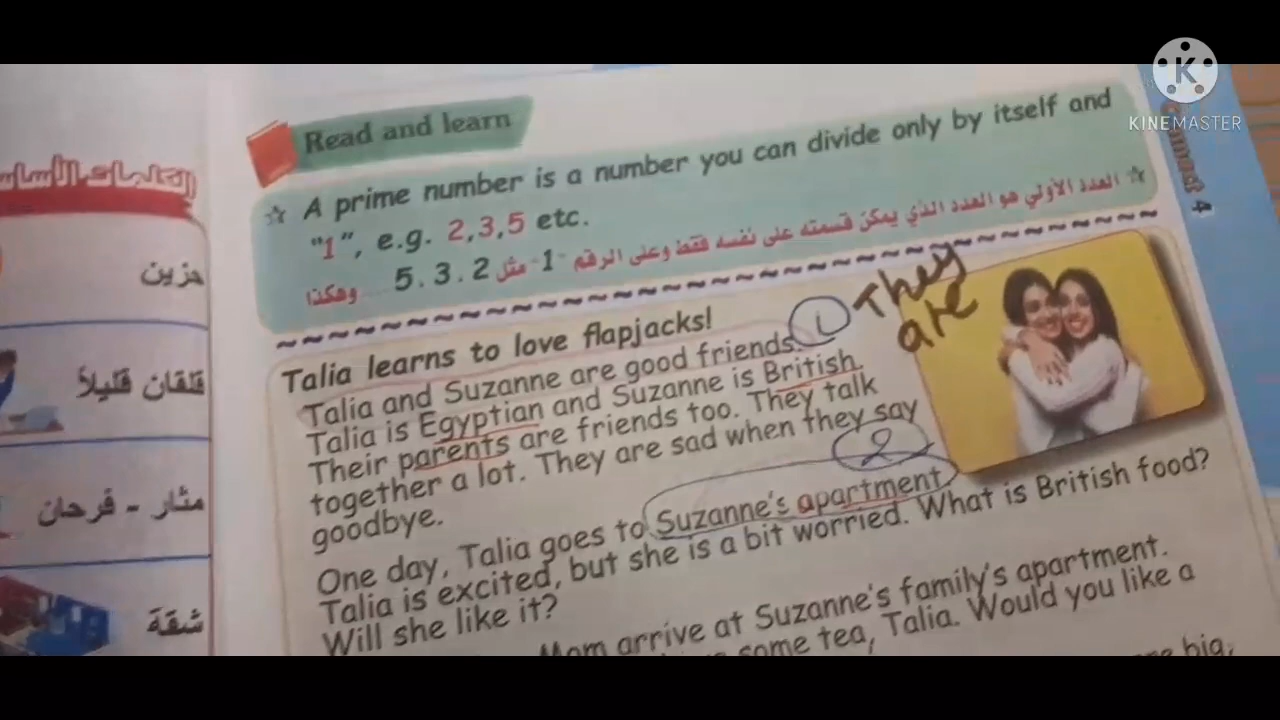 KINEMASTER
Read and learn
☆ A prime number is a number you can divide only by itself and
"1", e.g. 2,3,5 etc.
☆ العدد الأولي هو العدد الذي يمكن قسمته على نفسه فقط وعلى الرقم -1- مثل 2 . 3 . 5 وهكذا
Talia learns to love flapjacks!
Talia and Suzanne are good friends.
Talia is Egyptian and Suzanne is British.
Their parents are friends too. They talk
together a lot. They are sad when they say
goodbye.
1
They
are
2
One day, Talia goes to Suzanne's apartment.
Talia is excited, but she is a bit worried. What is British food?
Will she like it?
Mom arrive at Suzanne's family's apartment.
some tea, Talia. Would you like a
big,
حزين
قلقان قليلاً
مثار - فرحان
شقة
4